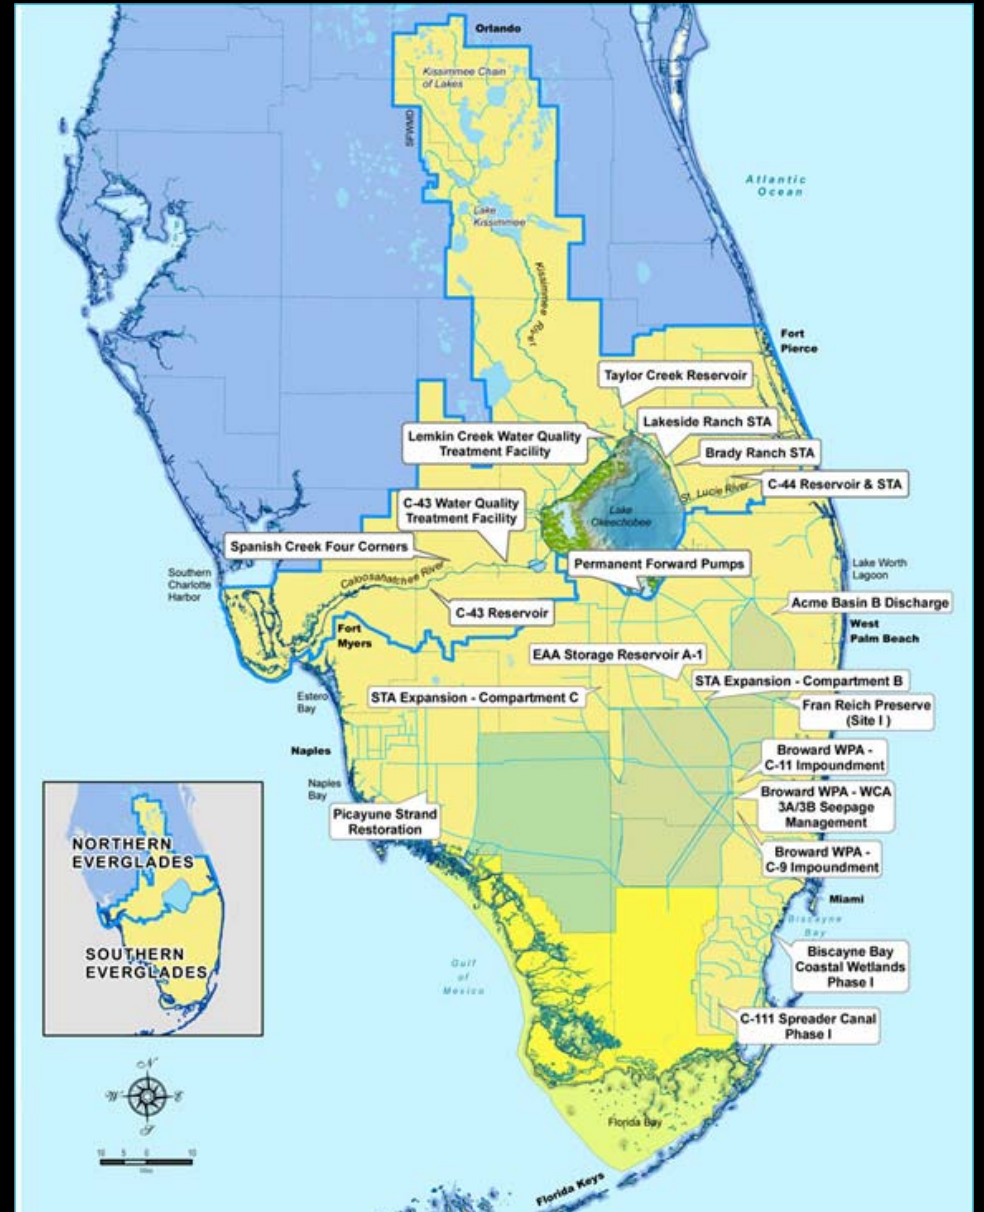 Orlando
Kissimmee Chain
of Lakes
SFWMD
Atlantic
Ocean
Lake
Kissimmee
Kissimmee River
Fort
Pierce
Taylor Creek Reservoir
Lakeside Ranch STA
Lemkin Creek Water Quality
Treatment Facility
Brady Ranch STA
C-44 Reservoir & STA
St. Lucie River
C-43 Water Quality
Treatment Facility
Lake
Okeechobee
Spanish Creek Four Corners
Permanent Forward Pumps
Lake Worth
Lagoon
Southern
Charlotte
Harbor
Caloosahatchee River
C-43 Reservoir
Acme Basin B Discharge
West
Palm Beach
Fort
Myers
EAA Storage Reservoir A-1
STA Expansion - Compartment B
STA Expansion - Compartment C
Fran Reich Preserve
(Site I )
Estero
Bay
Naples
Broward WPA -
C-11 Impoundment
Naples
Bay
Broward WPA - WCA
3A/3B Seepage
Management
Picayune Strand
Restoration
Broward WPA -
C-9 Impoundment
NORTHERN
EVERGLADES
Miami
Biscayne
Bay
SOUTHERN
EVERGLADES
Gulf
of
Mexico
Biscayne Bay
Coastal Wetlands
Phase I
C-111 Spreader Canal
Phase I
N
W
E
S
Florida Bay
10 5 0 10
Miles
Florida Keys